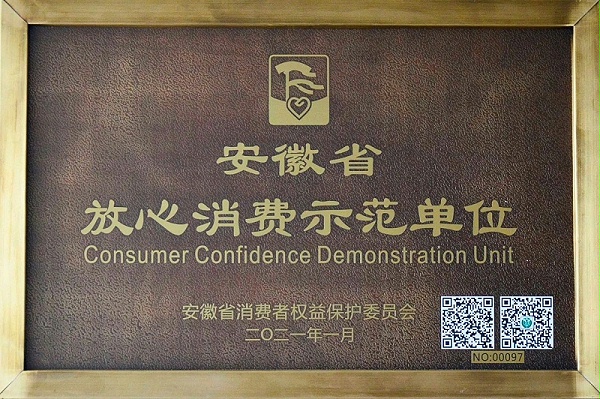 安徽省
放心消费示范单位
Consumer Confidence Demonstration Unit
安徽省消费者权益保护委员会
二〇二一年一月
NO:00097